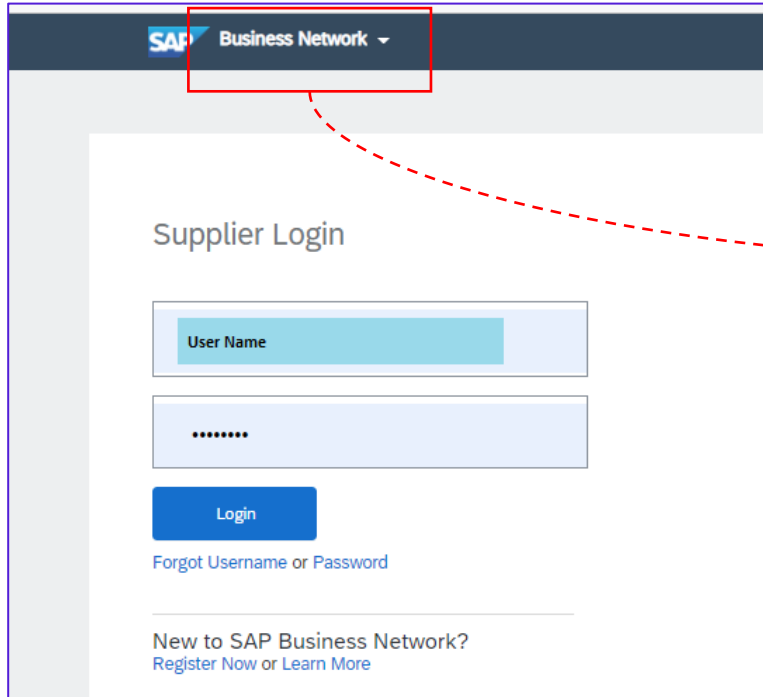 SAP Business Network
Supplier Login
User Name
••••••••
Login
Forgot Username or Password
New to SAP Business Network?
Register Now or Learn More